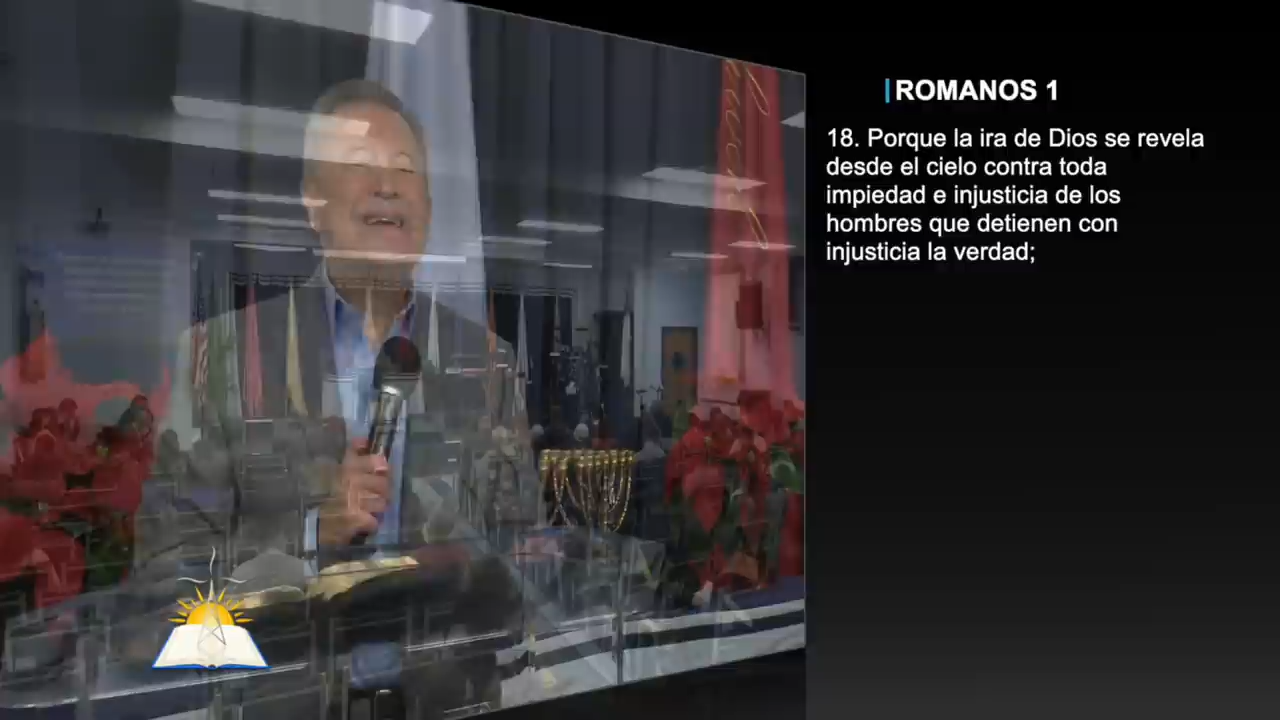 ROMANOS 1
18. Porque la ira de Dios se revela
desde el cielo contra toda
impiedad e injusticia de los
hombres que detienen con
injusticia la verdad;